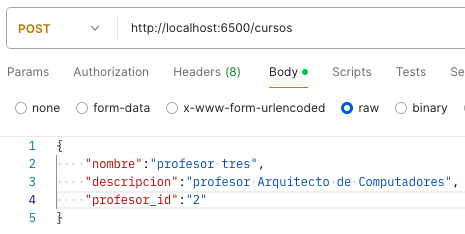 POST http://localhost:6500/cursos
Params Authorization Headers (8) Body Scripts Tests Se
none form-data x-www-form-urlencoded raw binary
1 {
2 "nombre":"profesor tres",
3 "descripcion":"profesor Arquitecto de Computadores",
4 "profesor_id":"2"
5 }